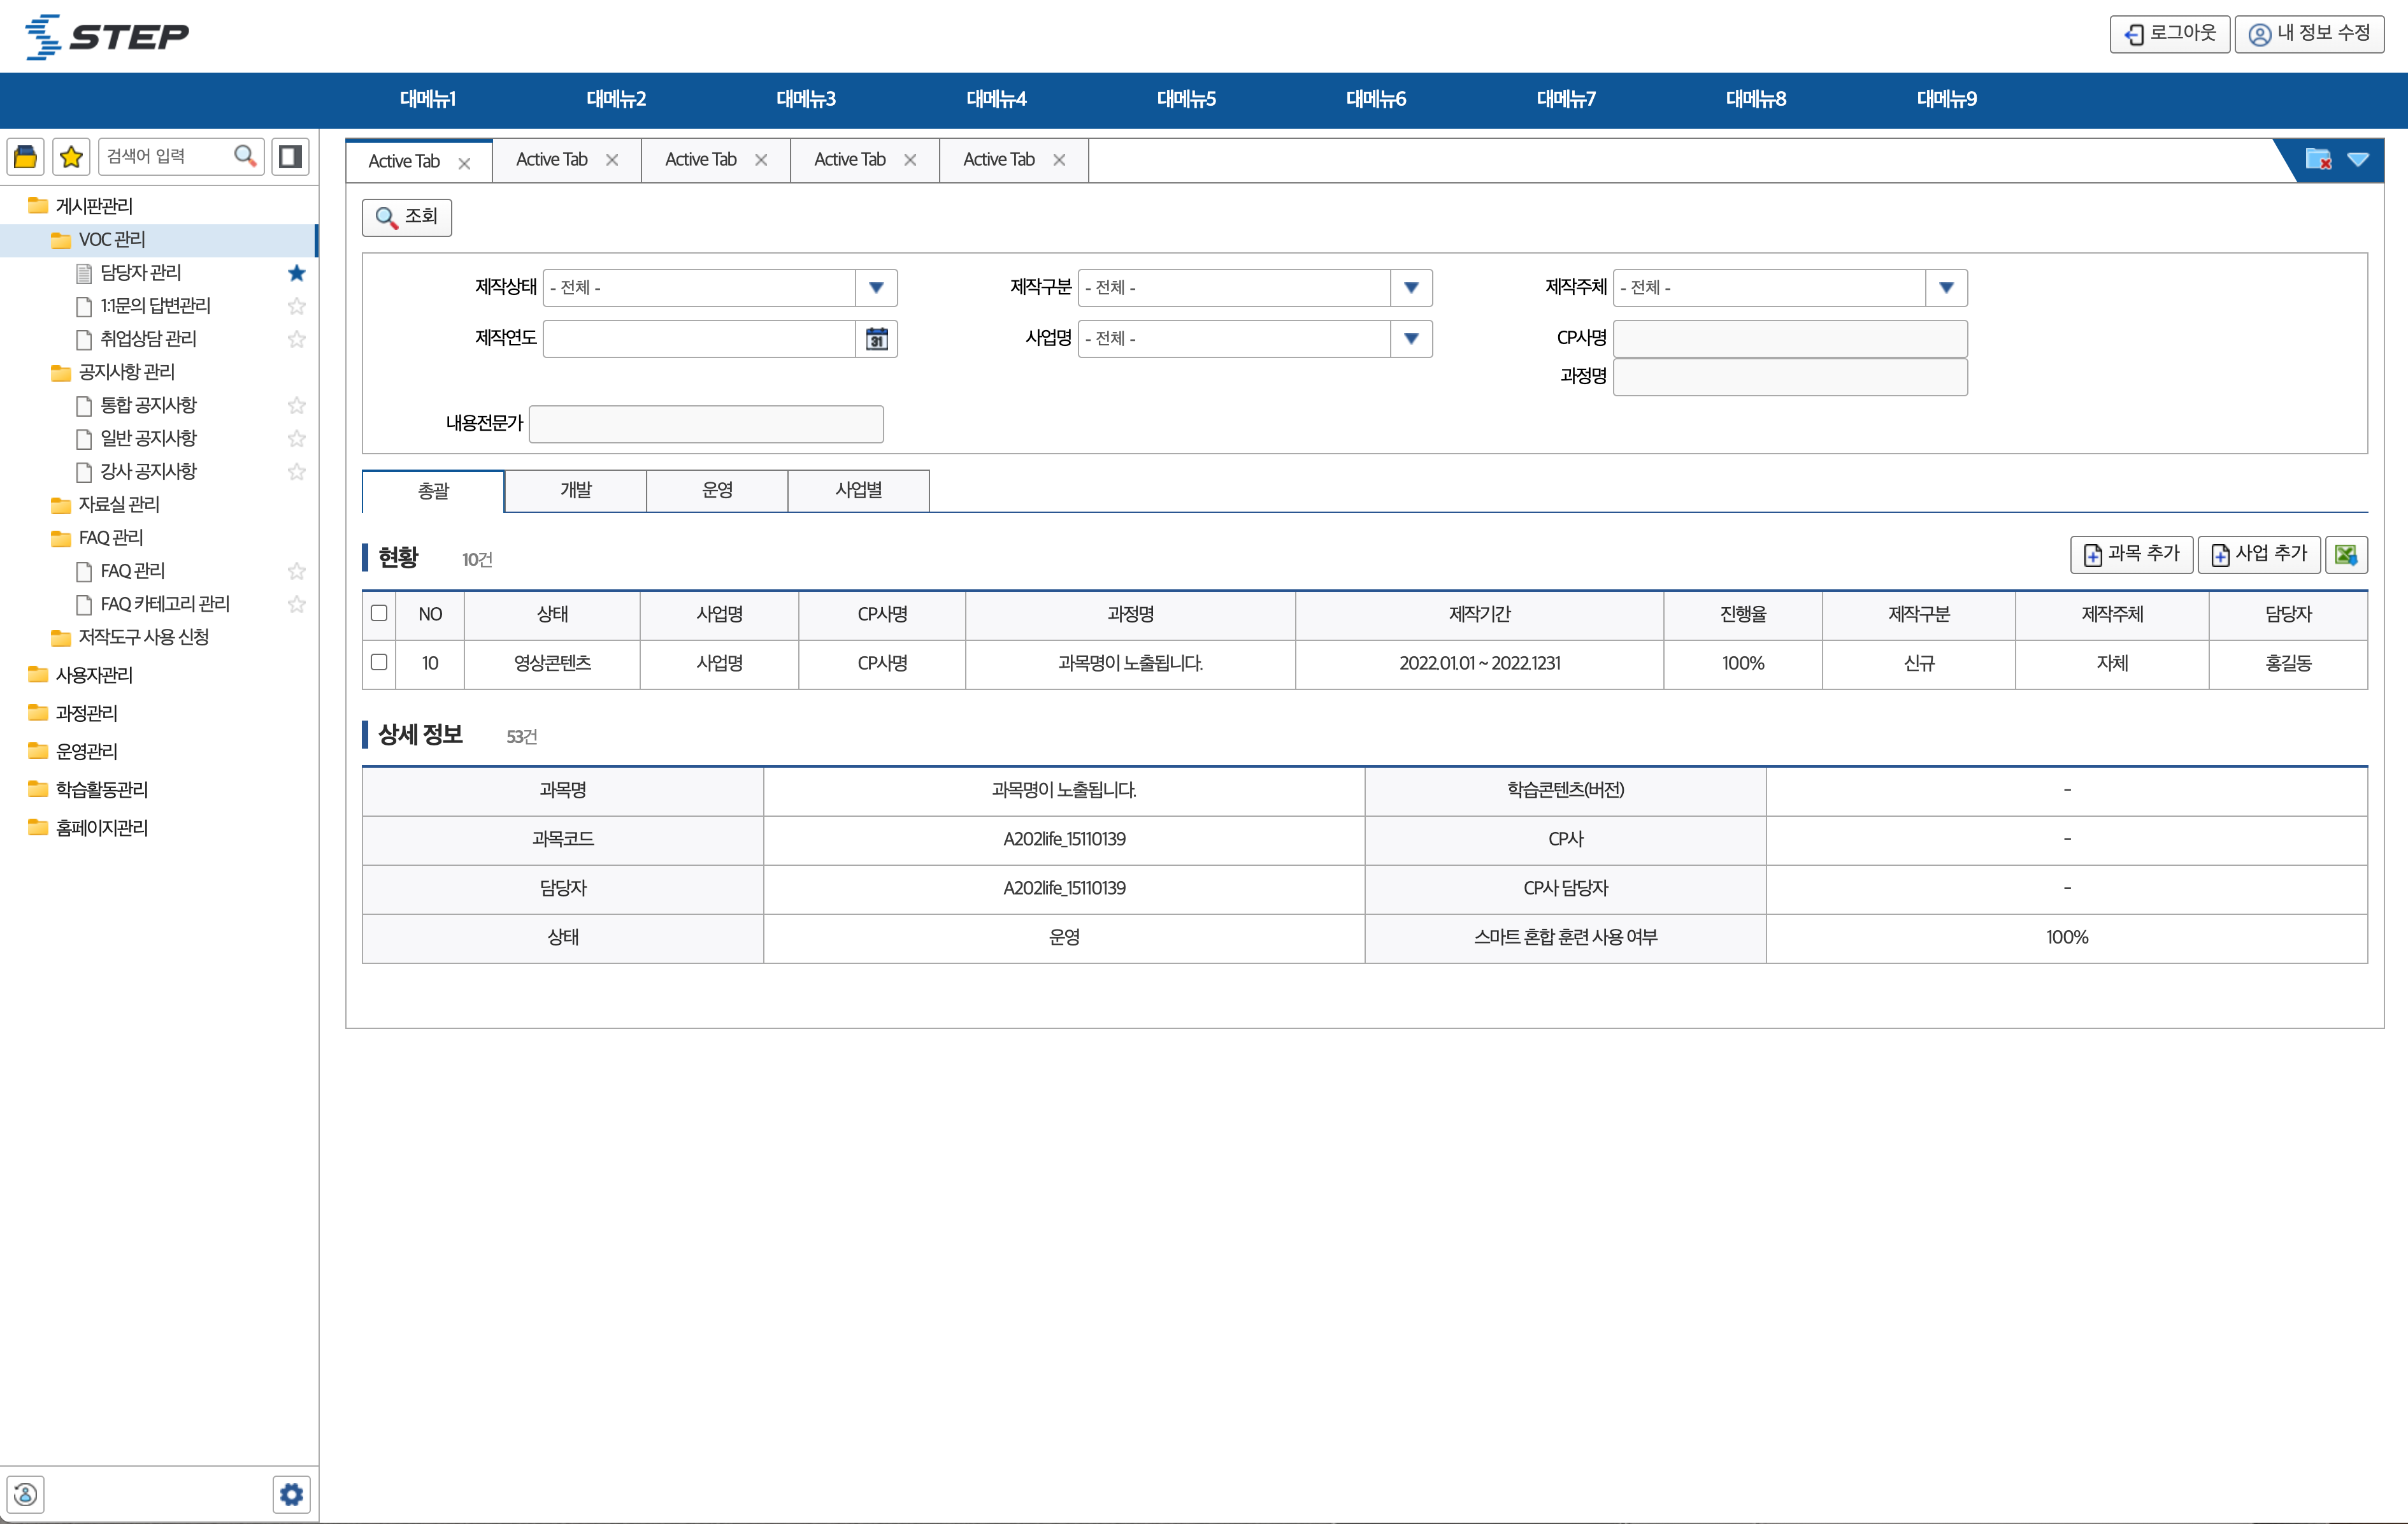 STEP
로그아웃 내 정보 수정
대메뉴1 대메뉴2 대메뉴3 대메뉴4 대메뉴5 대메뉴6 대메뉴7 대메뉴8 대메뉴9
검색어 입력
게시판관리
VOC 관리
담당자 관리
1:1문의 답변관리
취업상담 관리
공지사항 관리
통합 공지사항
일반 공지사항
강사 공지사항
자료실 관리
FAQ 관리
FAQ 관리
FAQ 카테고리 관리
저작도구 사용 신청
사용자관리
과정관리
운영관리
학습활동관리
홈페이지관리
Active Tab Active Tab Active Tab Active Tab Active Tab
조회
제작상태 - 전체 - 제작구분 - 전체 - 제작주체 - 전체 -
제작연도 31 사업명 - 전체 - CP사명
과정명
내용전문가
총괄 개발 운영 사업별
현황 10건 과목 추가 사업 추가
NO 상태 사업명 CP사명 과정명 제작기간 진행율 제작구분 제작주체 담당자
10 영상콘텐츠 사업명 CP사명 과목명이 노출됩니다. 2022.01.01 ~ 2022.1231 100% 신규 자체 홍길동
상세 정보 53건
과목명 과목명이 노출됩니다. 학습콘텐츠(버전) -
과목코드 A202life_15110139 CP사 -
담당자 A202life_15110139 CP사 담당자 -
상태 운영 스마트 혼합 훈련 사용 여부 100%